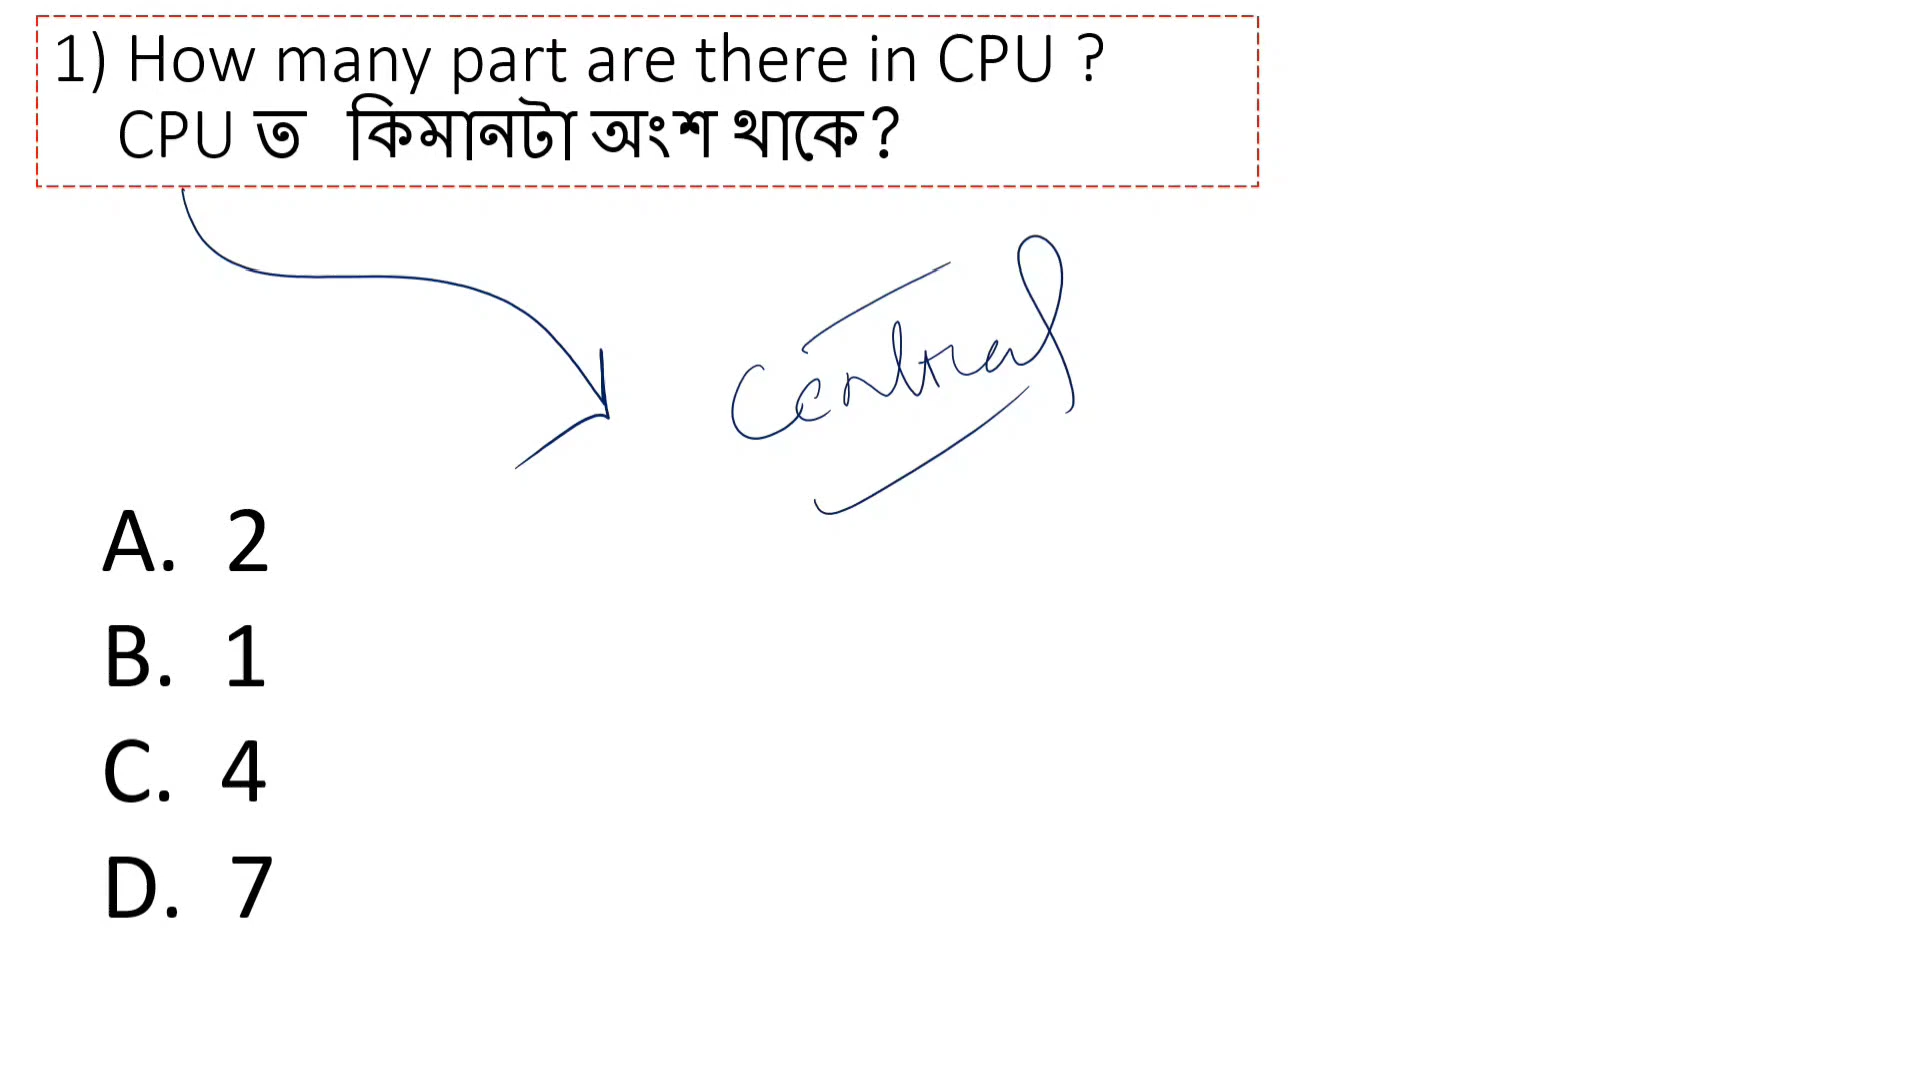 1) How many part are there in CPU ?
CPU ত কিমানটা অংশ থাকে?
Central
A. 2
B. 1
C. 4
D. 7